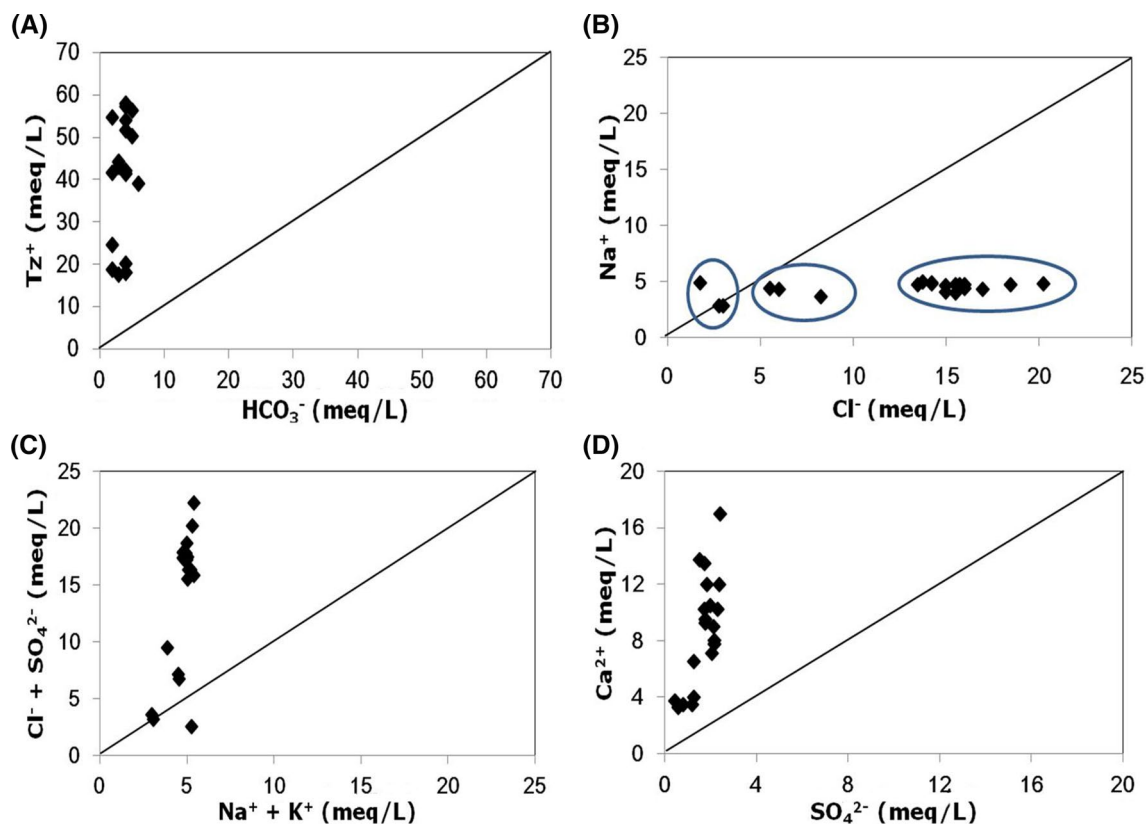 (A)
70
60
50
40
30
20
10
0
Tz⁺ (meq/L)
0 10 20 30 40 50 60 70
HCO₃⁻ (meq/L)
(B)
25
20
15
10
5
0
Na⁺ (meq/L)
0 5 10 15 20 25
Cl⁻ (meq/L)
(C)
25
20
15
10
5
0
Cl⁻ + SO₄²⁻ (meq/L)
0 5 10 15 20 25
Na⁺ + K⁺ (meq/L)
(D)
20
16
12
8
4
0
Ca²⁺ (meq/L)
0 4 8 12 16 20
SO₄²⁻ (meq/L)